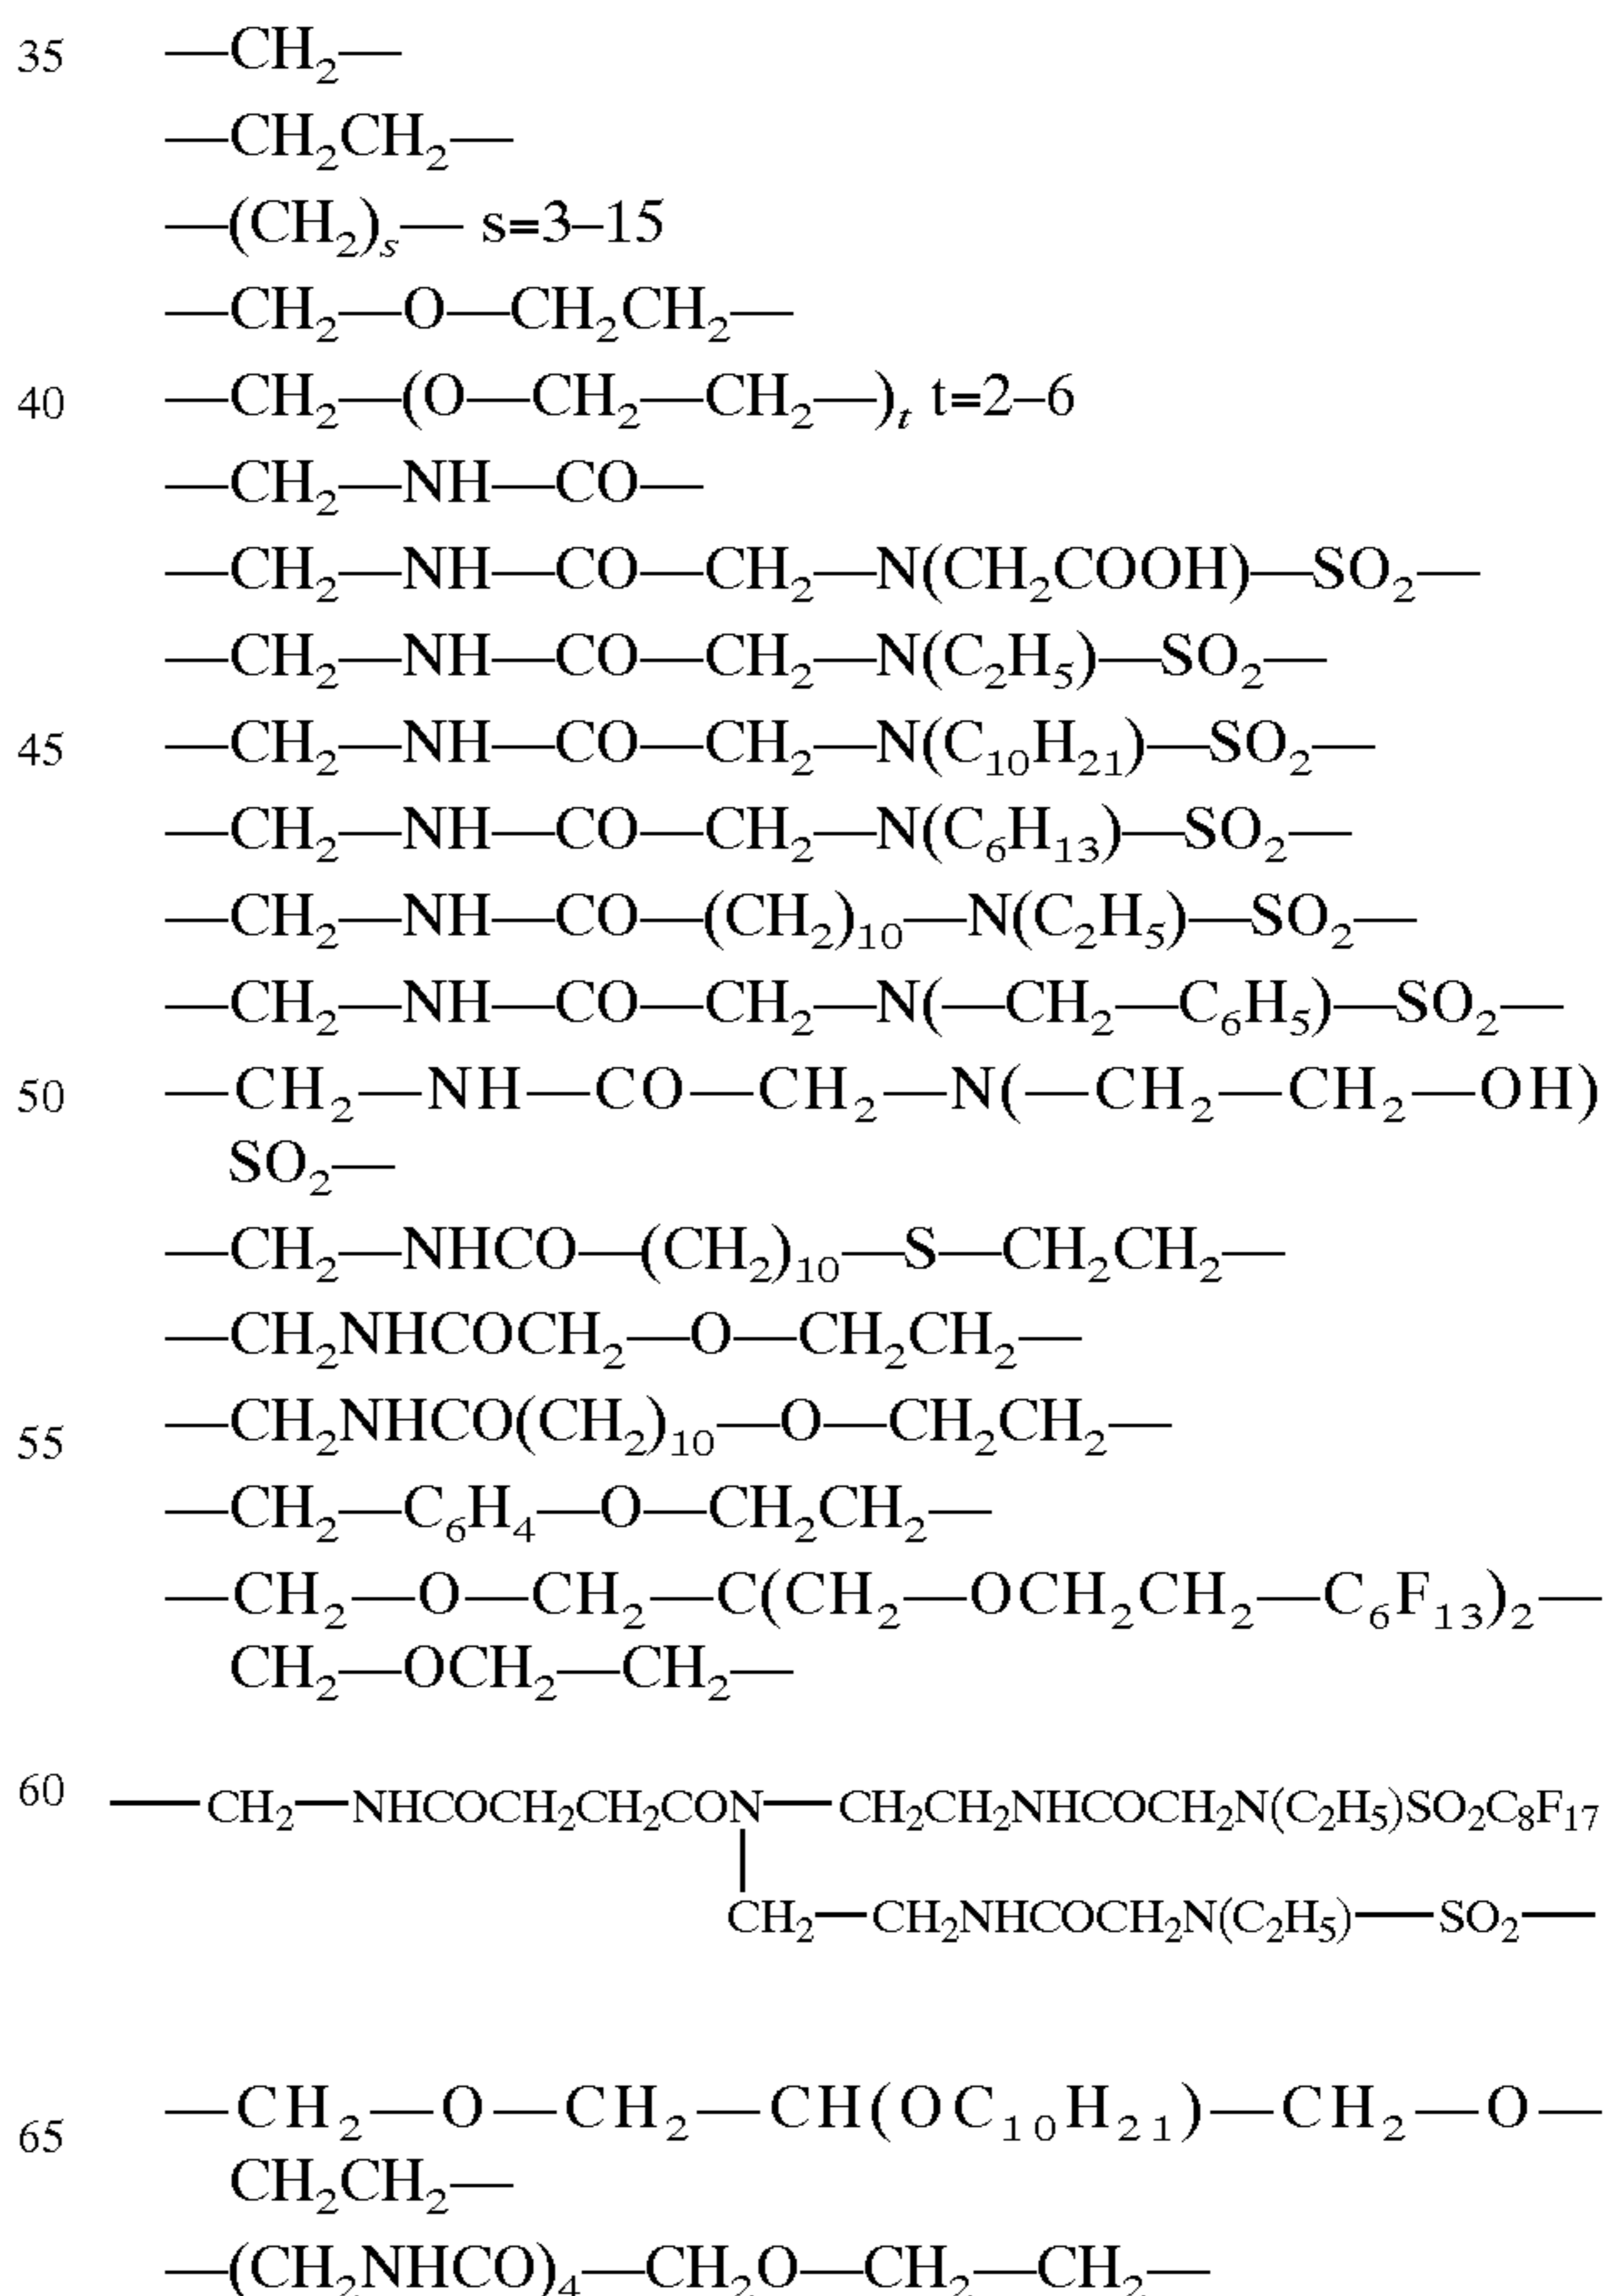 35 —CH₂—
—CH₂CH₂—
—(CH₂)ₛ— s=3–15
—CH₂—O—CH₂CH₂—
40 —CH₂—(O—CH₂—CH₂—)ₜ t=2–6
—CH₂—NH—CO—
—CH₂—NH—CO—CH₂—N(CH₂COOH)—SO₂—
—CH₂—NH—CO—CH₂—N(C₂H₅)—SO₂—
45 —CH₂—NH—CO—CH₂—N(C₁₀H₂₁)—SO₂—
—CH₂—NH—CO—CH₂—N(C₆H₁₃)—SO₂—
—CH₂—NH—CO—(CH₂)₁₀—N(C₂H₅)—SO₂—
—CH₂—NH—CO—CH₂—N(—CH₂—C₆H₅)—SO₂—
50 —CH₂—NH—CO—CH₂—N(—CH₂—CH₂—OH)
SO₂—
—CH₂—NHCO—(CH₂)₁₀—S—CH₂CH₂—
—CH₂NHCOCH₂—O—CH₂CH₂—
55 —CH₂NHCO(CH₂)₁₀—O—CH₂CH₂—
—CH₂—C₆H₄—O—CH₂CH₂—
—CH₂—O—CH₂—C(CH₂—OCH₂CH₂—C₆F₁₃)₂—
CH₂—OCH₂—CH₂—
60 —CH₂—NHCOCH₂CH₂CON—CH₂CH₂NHCOCH₂N(C₂H₅)SO₂C₈F₁₇
CH₂—CH₂NHCOCH₂N(C₂H₅)—SO₂—
65 —CH₂—O—CH₂—CH(OC₁₀H₂₁)—CH₂—O—
CH₂CH₂—
—(CH₂NHCO)₄—CH₂O—CH₂—CH₂—